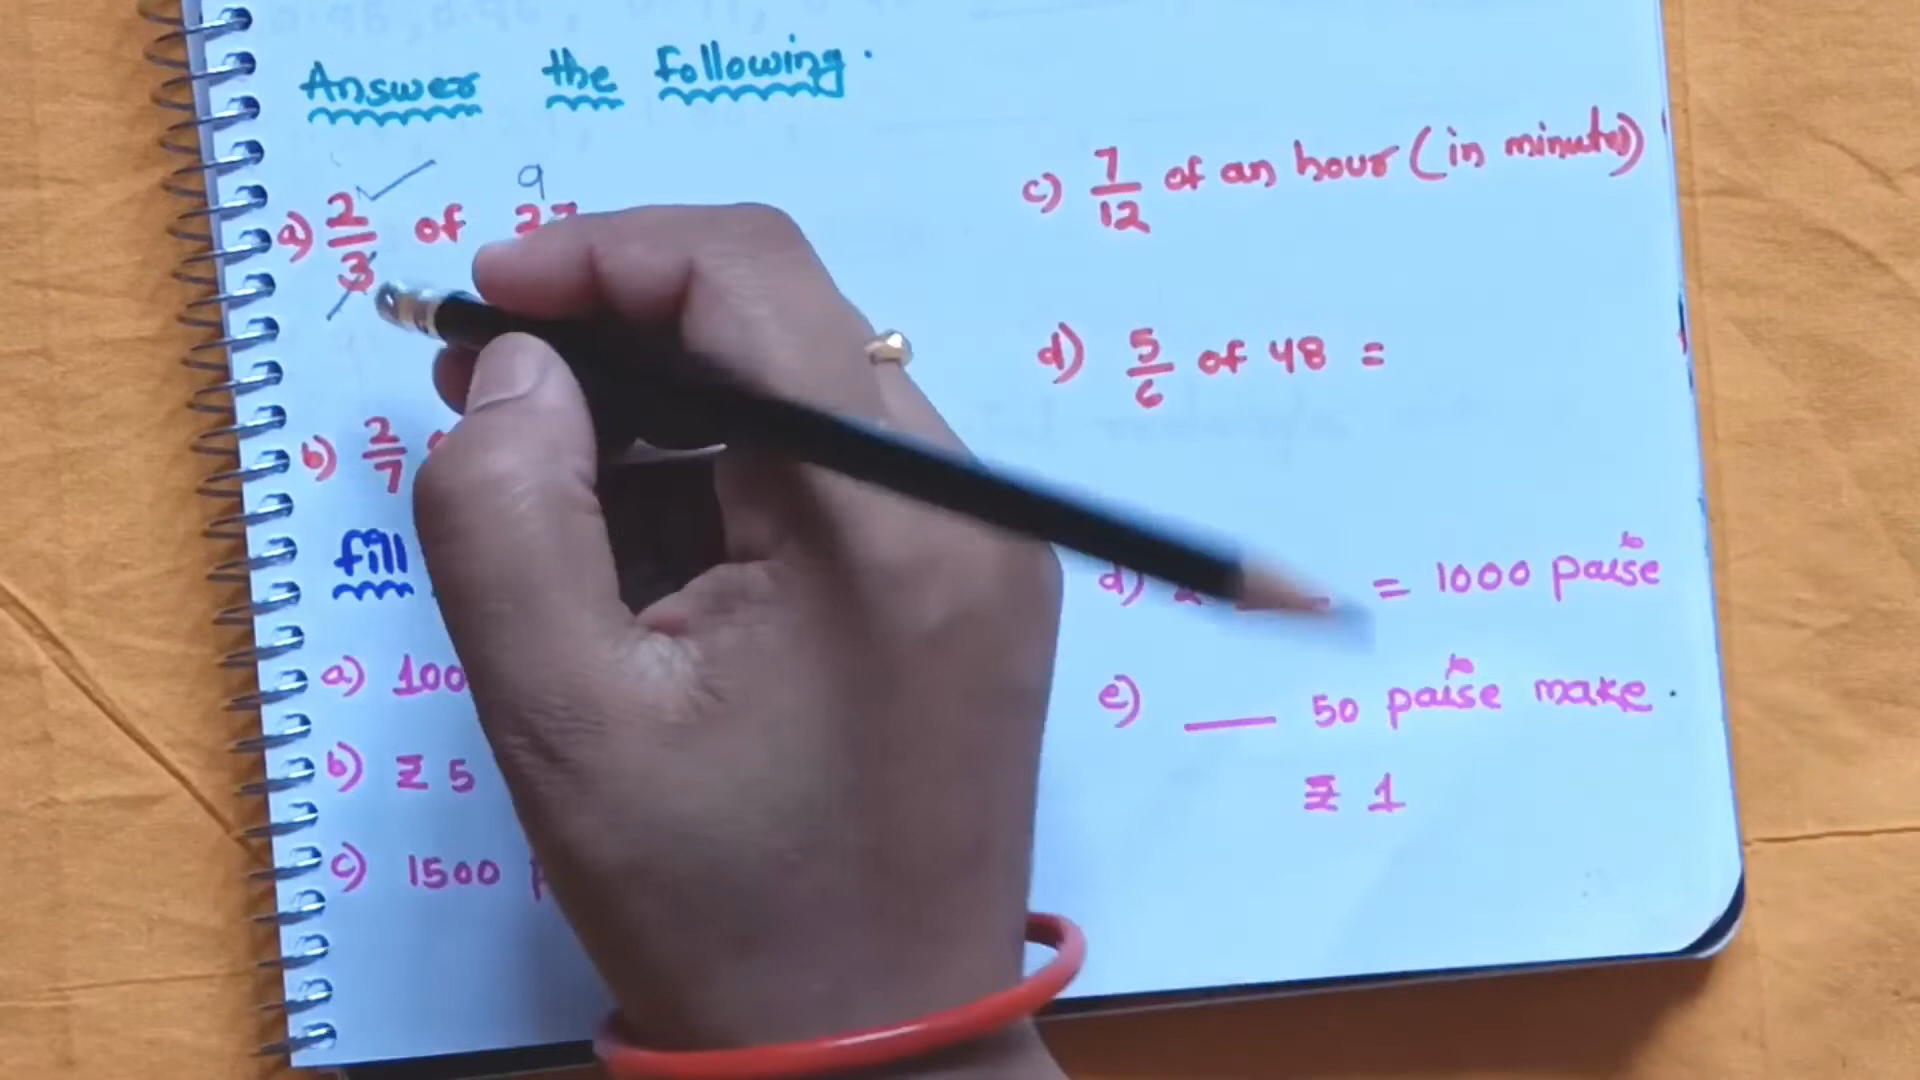 Answer the following.
9
a) 2/3 of 27
c) 7/12 of an hour (in minutes)
d) 5/6 of 48 =
b) 2/7
fill
d) ₹ = 1000 paise
a) 100
e) ___ 50 paise make
₹ 1
b) ₹ 5
c) 1500 p